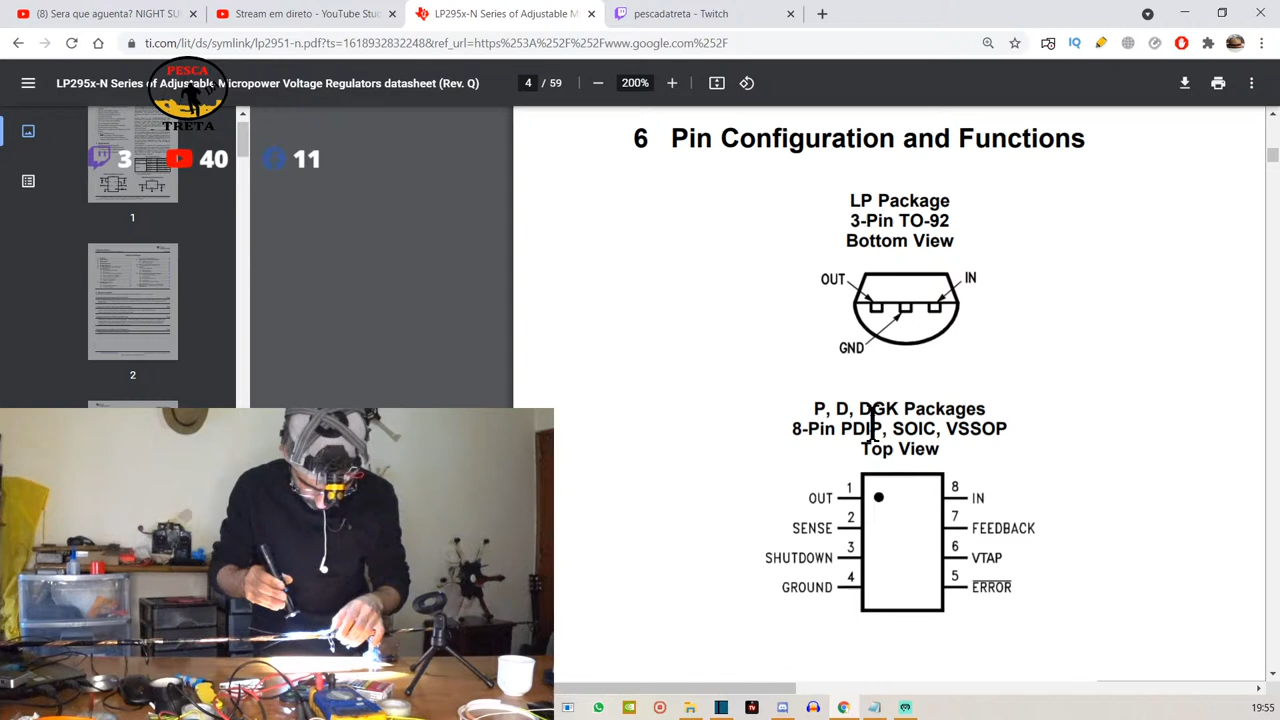 (8) Sera que aguenta? NIGHT SU
Stream em direto - YouTube Stu
LP295x-N Series of Adjustable M
pescadatreta - Twitch
ti.com/lit/ds/symlink/lp2951-n.pdf?ts=1618932832248&ref_url=https%253A%252F%252Fwww.google.com%252F
LP295x-N Series of Adjustable Micropower Voltage Regulators datasheet (Rev. Q)
4 / 59
200%
PESCA
TRETA
3
40
11
1
2
6 Pin Configuration and Functions
LP Package
3-Pin TO-92
Bottom View
OUT
IN
GND
P, D, DGK Packages
8-Pin PDIP, SOIC, VSSOP
Top View
OUT 1
8 IN
SENSE 2
7 FEEDBACK
SHUTDOWN 3
6 VTAP
GROUND 4
5 ERROR
19:55